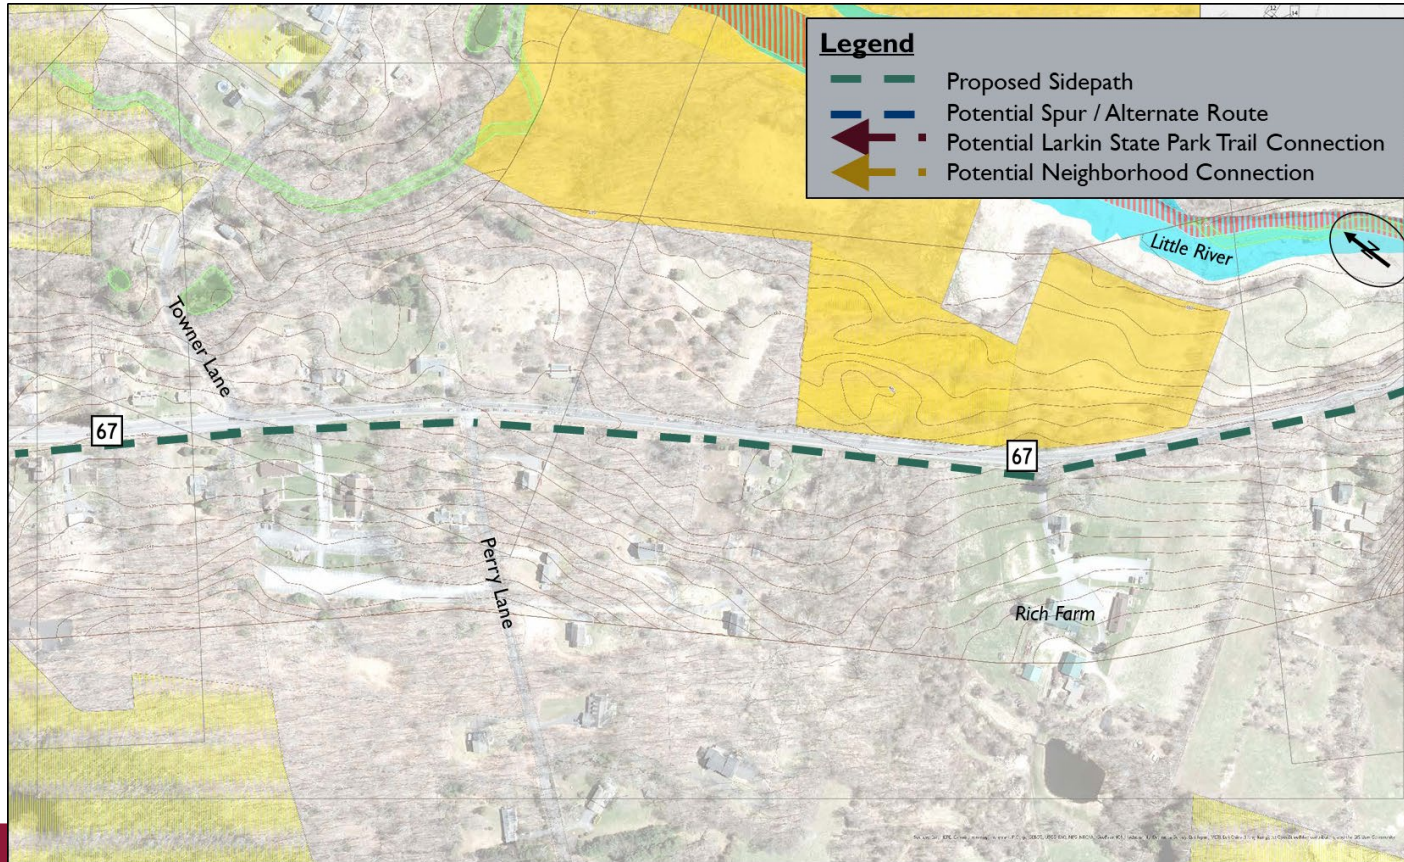 Legend
Proposed Sidepath
Potential Spur / Alternate Route
Potential Larkin State Park Trail Connection
Potential Neighborhood Connection
Little River
N
Towner Lane
67
67
Perry Lane
Rich Farm